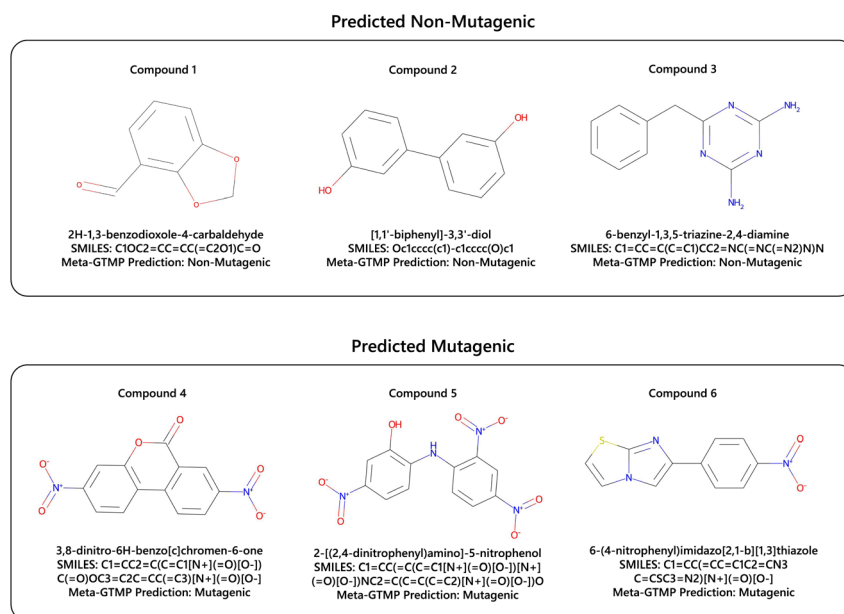 Predicted Non-Mutagenic
Compound 1
Compound 2
Compound 3
O
O
O
OH
HO
N
NH₂
N
N
NH₂
2H-1,3-benzodioxole-4-carbaldehyde
SMILES: C1OC2=CC=CC(=C2O1)C=O
Meta-GTMP Prediction: Non-Mutagenic
[1,1'-biphenyl]-3,3'-diol
SMILES: Oc1cccc(c1)-c1cccc(O)c1
Meta-GTMP Prediction: Non-Mutagenic
6-benzyl-1,3,5-triazine-2,4-diamine
SMILES: C1=CC=C(C=C1)CC2=NC(=NC(=N2)N)N
Meta-GTMP Prediction: Non-Mutagenic
Predicted Mutagenic
Compound 4
Compound 5
Compound 6
O
O
O⁻
N⁺
O
O
N⁺
O⁻
OH
H
N
O
N⁺
O⁻
O⁻
N⁺
O
N⁺
O
O⁻
S
N
N
O
N⁺
O⁻
3,8-dinitro-6H-benzo[c]chromen-6-one
SMILES: C1=CC2=C(C=C1[N+](=O)[O-])
C(=O)OC3=C2C=CC(=C3)[N+](=O)[O-]
Meta-GTMP Prediction: Mutagenic
2-[(2,4-dinitrophenyl)amino]-5-nitrophenol
SMILES: C1=CC(=C(C=C1[N+](=O)[O-])[N+]
(=O)[O-])NC2=C(C=C(C=C2)[N+](=O)[O-])O
Meta-GTMP Prediction: Mutagenic
6-(4-nitrophenyl)imidazo[2,1-b][1,3]thiazole
SMILES: C1=CC(=CC=C1C2=CN3
C=CSC3=N2)[N+](=O)[O-]
Meta-GTMP Prediction: Mutagenic